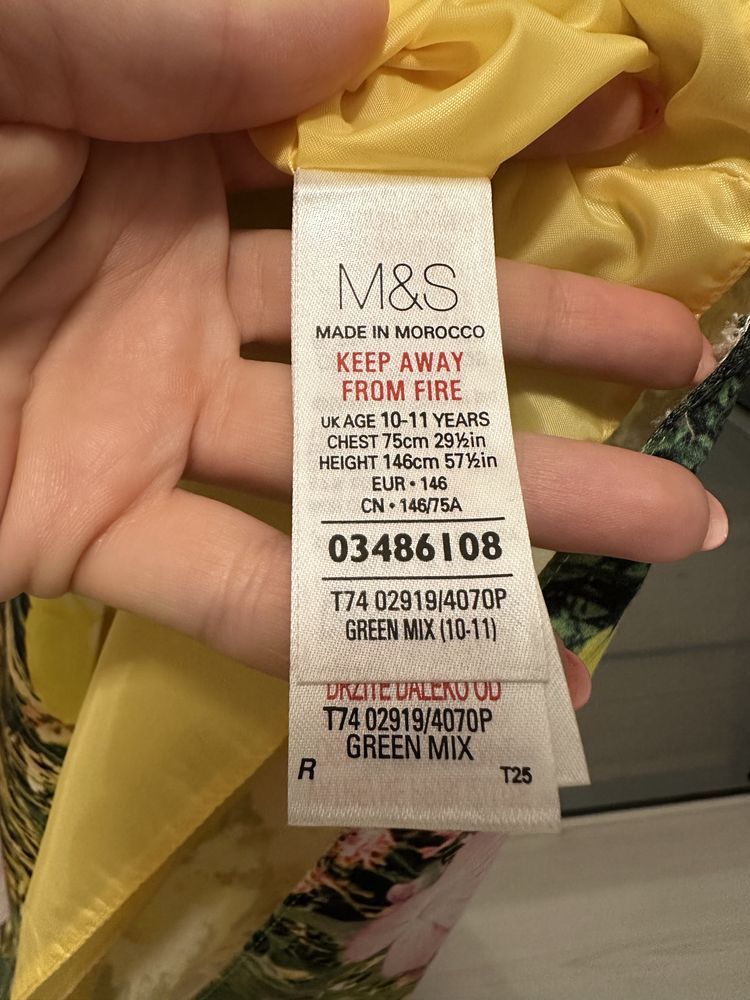 M&S
MADE IN MOROCCO
KEEP AWAY
FROM FIRE
UK AGE 10-11 YEARS
CHEST 75cm 29½in
HEIGHT 146cm 57½in
EUR • 146
CN • 146/75A
03486108
T74 02919/4070P
GREEN MIX (10-11)
DRŽITE DALEKO OD
T74 02919/4070P
GREEN MIX
R T25